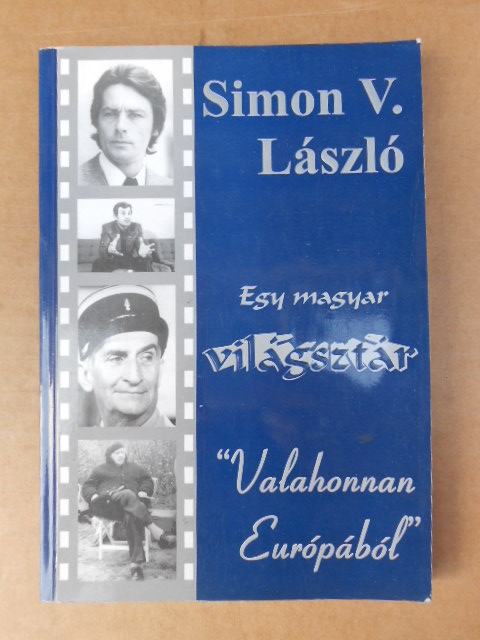 Simon V.
László
Egy magyar
világsztár
“Valahonnan
Európából”